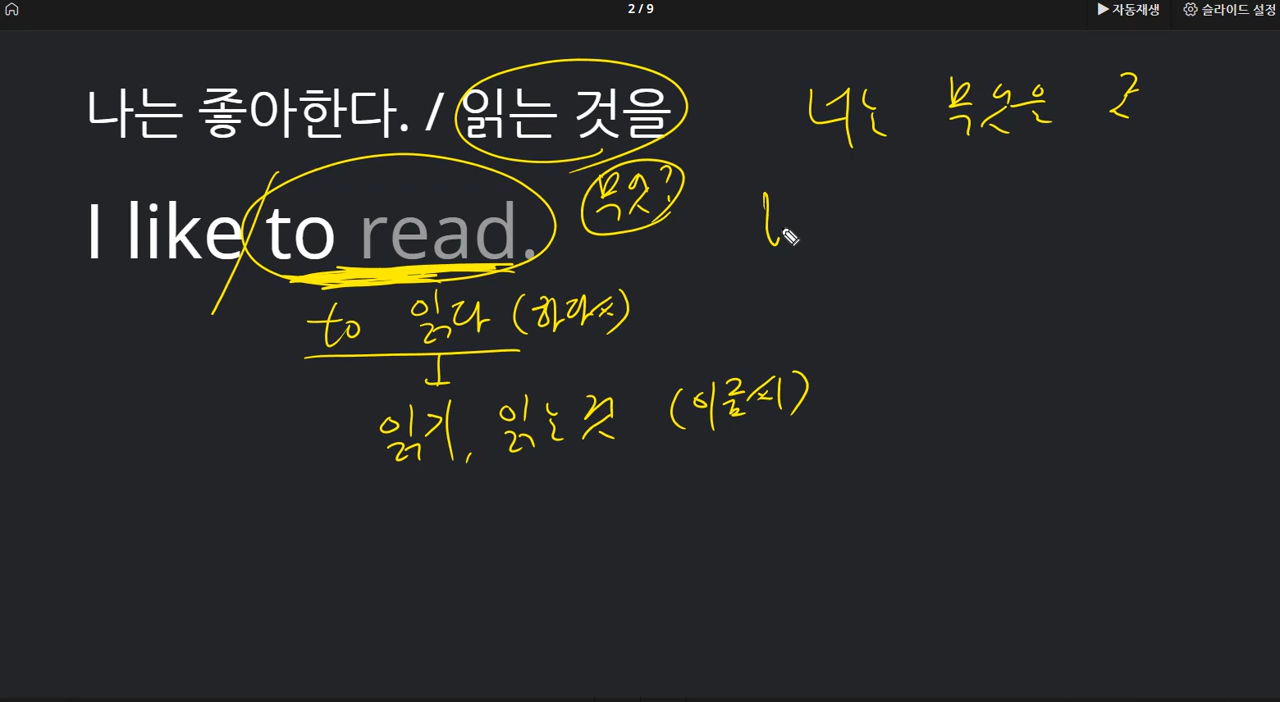 2 / 9
▶ 자동재생
슬라이드 설정
나는 좋아한다. / 읽는 것을
너는 무엇을
I like to read.
무엇?
to 읽다 (하다씨)
읽기, 읽는 것 (이름씨)